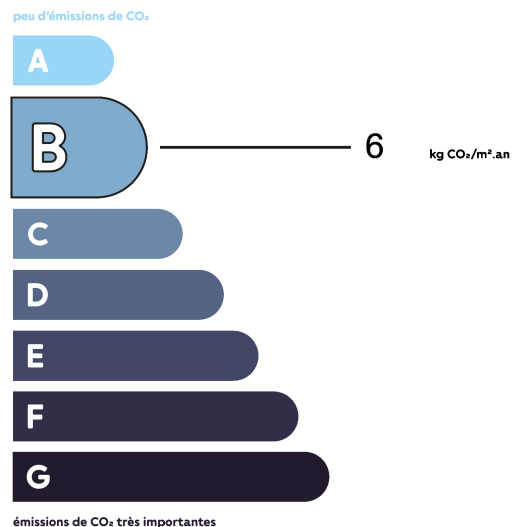 peu d'émissions de CO₂
A
B
6 kg CO₂/m².an
C
D
E
F
G
émissions de CO₂ très importantes